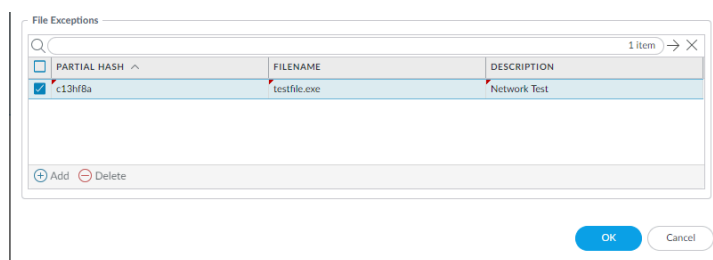 File Exceptions
1 item
PARTIAL HASH FILENAME DESCRIPTION
c13hf8a testfile.exe Network Test
Add Delete
OK Cancel